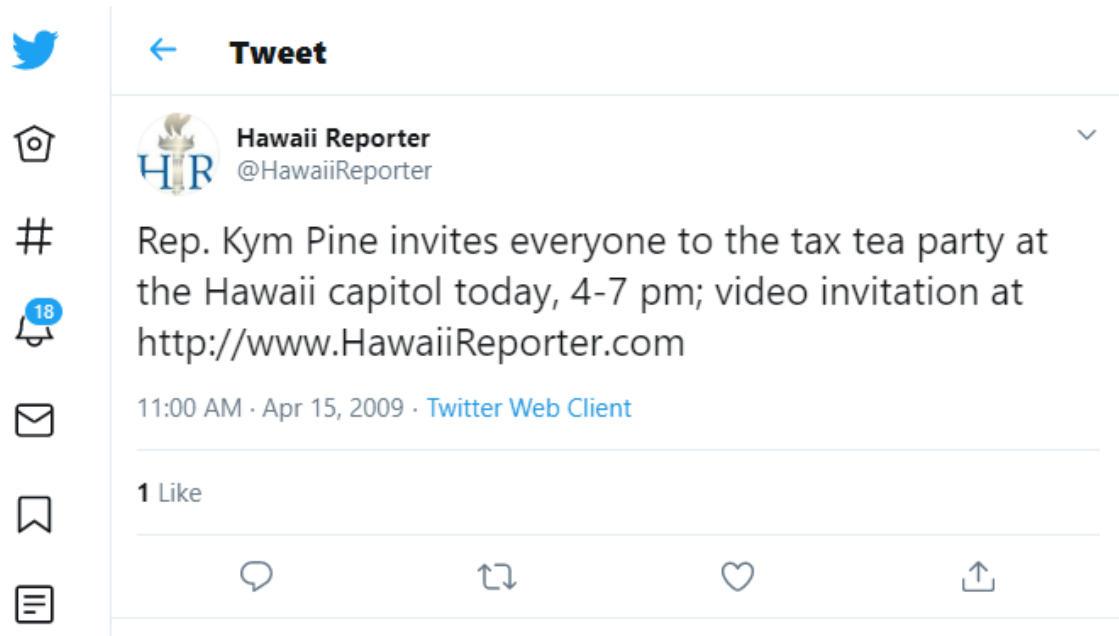 Tweet
Hawaii Reporter
@HawaiiReporter
HR
Rep. Kym Pine invites everyone to the tax tea party at
the Hawaii capitol today, 4-7 pm; video invitation at
http://www.HawaiiReporter.com
11:00 AM · Apr 15, 2009 · Twitter Web Client
18
1 Like